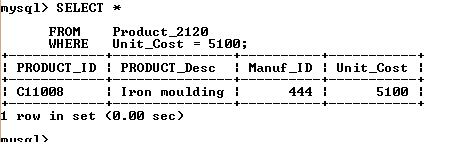 mysql> SELECT *
FROM Product_2120
WHERE Unit_Cost = 5100;
+------------+---------------+----------+-----------+
| PRODUCT_ID | PRODUCT_Desc | Manuf_ID | Unit_Cost |
+------------+---------------+----------+-----------+
| C11008 | Iron moulding | 444 | 5100 |
+------------+---------------+----------+-----------+
1 row in set (0.00 sec)
mysql>